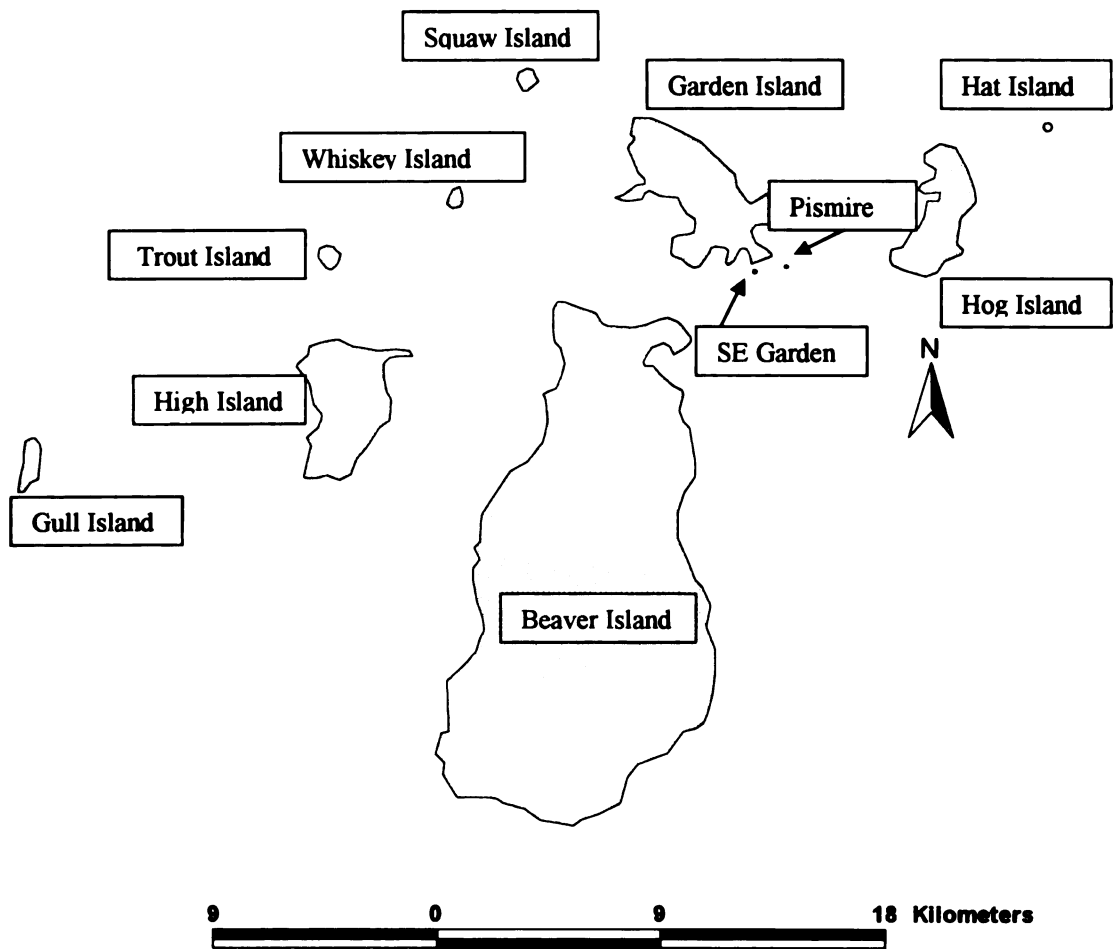 Squaw Island
Garden Island
Hat Island
Whiskey Island
Pismire
Trout Island
Hog Island
N
SE Garden
High Island
Gull Island
Beaver Island
9 0 9 18 Kilometers